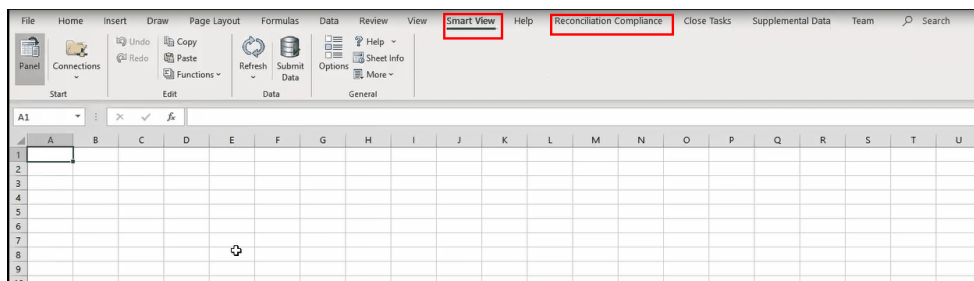 File Home Insert Draw Page Layout Formulas Data Review View Smart View Help Reconciliation Compliance Close Tasks Supplemental Data Team Search
Undo Copy Help
Redo Paste Sheet Info
Panel Connections Functions Refresh Submit Data Options More
Start Edit Data General
A1 fx
A B C D E F G H I J K L M N O P Q R S T U
1
2
3
4
5
6
7
8
9
10